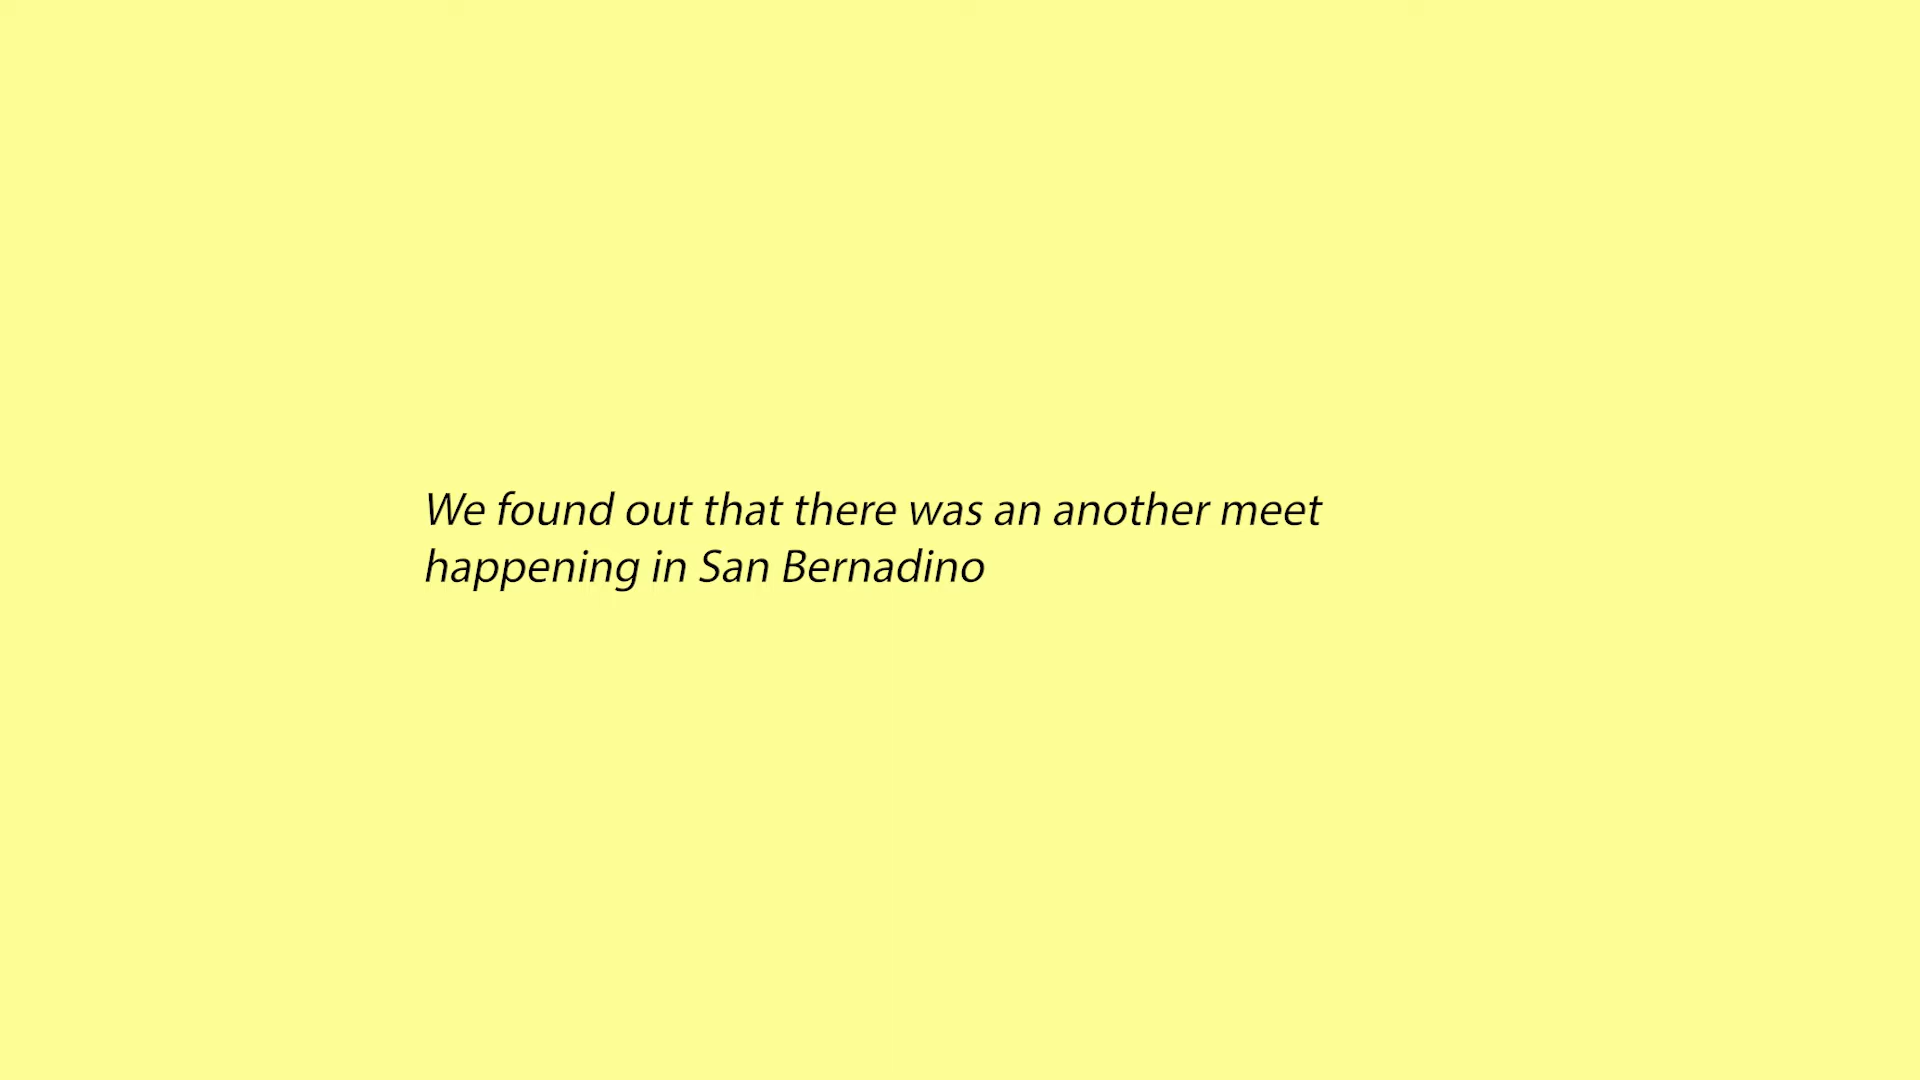 We found out that there was an another meet
happening in San Bernadino